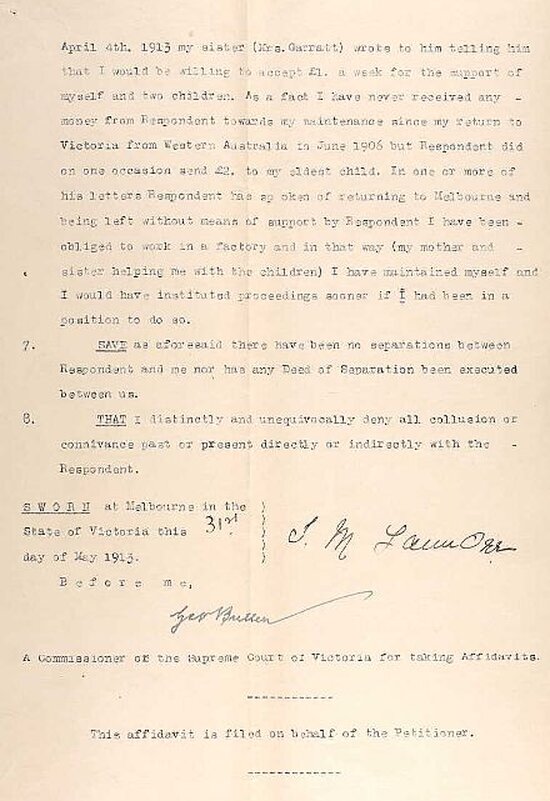 April 4th. 1913 my sister (Mrs. Garratt) wrote to him telling him
that I would be willing to accept £1. a week for the support of
myself and two children. As a fact I have never received any -
money from Respondent towards my maintenance since my return to
Victoria from Western Australia in June 1906 but Respondent did
on one occasion send £2. to my eldest child. In one or more of
his letters Respondent has sp oken of returning to Melbourne and
being left without means of support by Respondent I have been -
obliged to work in a factory and in that way (my mother and -
sister helping me with the children) I have maintained myself and
I would have instituted proceedings sooner if I had been in a
position to do so.
7. SAVE as aforesaid there have been no separations between
Respondent and me nor has any Deed of Separation been executed
between us.
8. THAT I distinctly and unequivocally deny all collusion or
connivance past or present directly or indirectly with the -
Respondent.
S W O R N at Melbourne in the )
State of Victoria this 31st )
day of May 1913. )
B e f o r e m e,
I. M
Geo Bullen
A Commissioner of the Supreme Court of Victoria for taking Affidavits.
------------
This affidavit is filed on behalf of the Petitioner.
------------